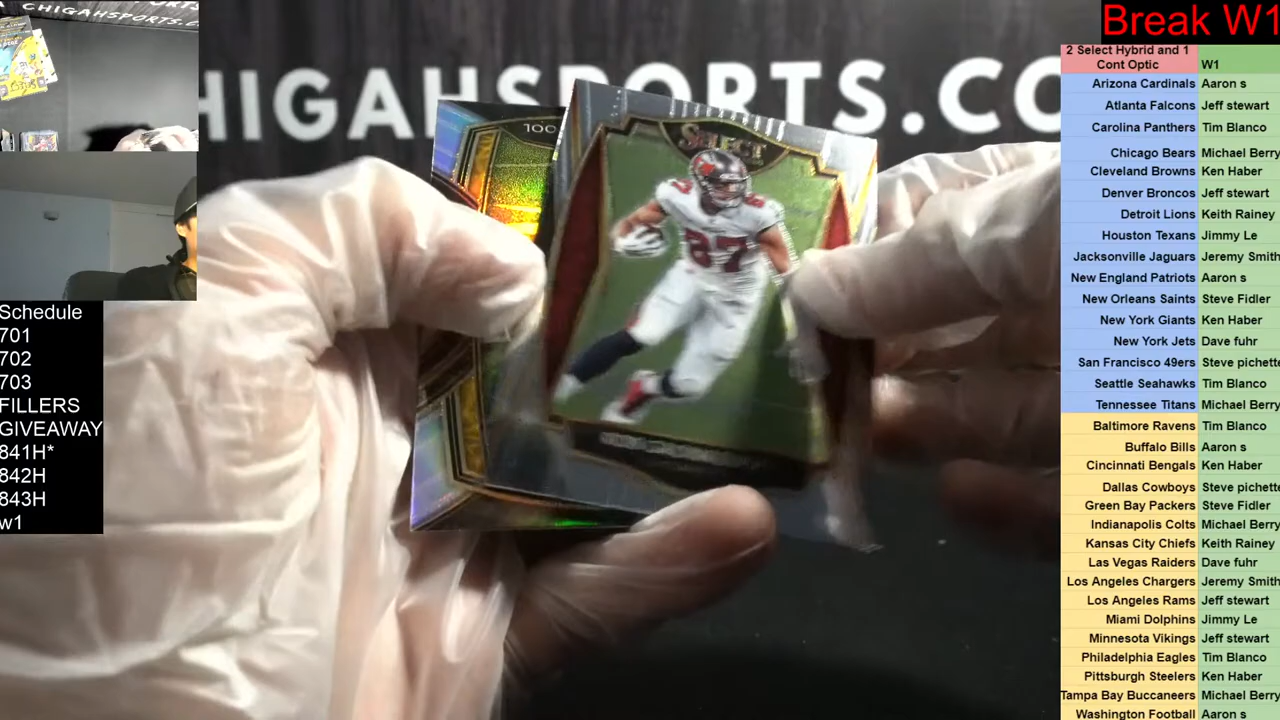 Break W1
HIGAHSPORTS.CO
CHIGAHSPORTS.C
100
SELECT
87
Schedule
701
702
703
FILLERS
GIVEAWAY
841H*
842H
843H
w1
2 Select Hybrid and 1
Cont Optic W1
Arizona Cardinals Aaron s
Atlanta Falcons Jeff stewart
Carolina Panthers Tim Blanco
Chicago Bears Michael Berry
Cleveland Browns Ken Haber
Denver Broncos Jeff stewart
Detroit Lions Keith Rainey
Houston Texans Jimmy Le
Jacksonville Jaguars Jeremy Smith
New England Patriots Aaron s
New Orleans Saints Steve Fidler
New York Giants Ken Haber
New York Jets Dave fuhr
San Francisco 49ers Steve pichette
Seattle Seahawks Tim Blanco
Tennessee Titans Michael Berry
Baltimore Ravens Tim Blanco
Buffalo Bills Aaron s
Cincinnati Bengals Ken Haber
Dallas Cowboys Steve pichette
Green Bay Packers Steve Fidler
Indianapolis Colts Michael Berry
Kansas City Chiefs Keith Rainey
Las Vegas Raiders Dave fuhr
Los Angeles Chargers Jeremy Smith
Los Angeles Rams Jeff stewart
Miami Dolphins Jimmy Le
Minnesota Vikings Jeff stewart
Philadelphia Eagles Tim Blanco
Pittsburgh Steelers Ken Haber
Tampa Bay Buccaneers Michael Berry
Washington Football Aaron s